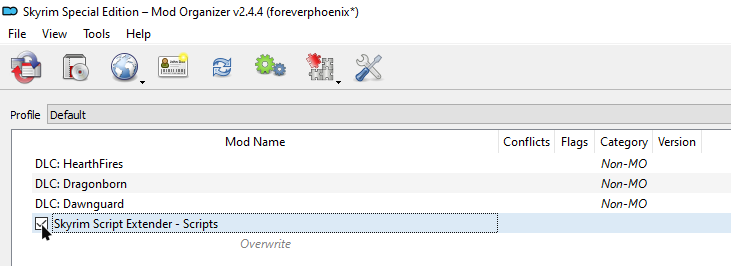 Skyrim Special Edition – Mod Organizer v2.4.4 (foreverphoenix*)
File View Tools Help
Profile Default
Mod Name Conflicts Flags Category Version
DLC: HearthFires Non-MO
DLC: Dragonborn Non-MO
DLC: Dawnguard Non-MO
Skyrim Script Extender - Scripts
Overwrite